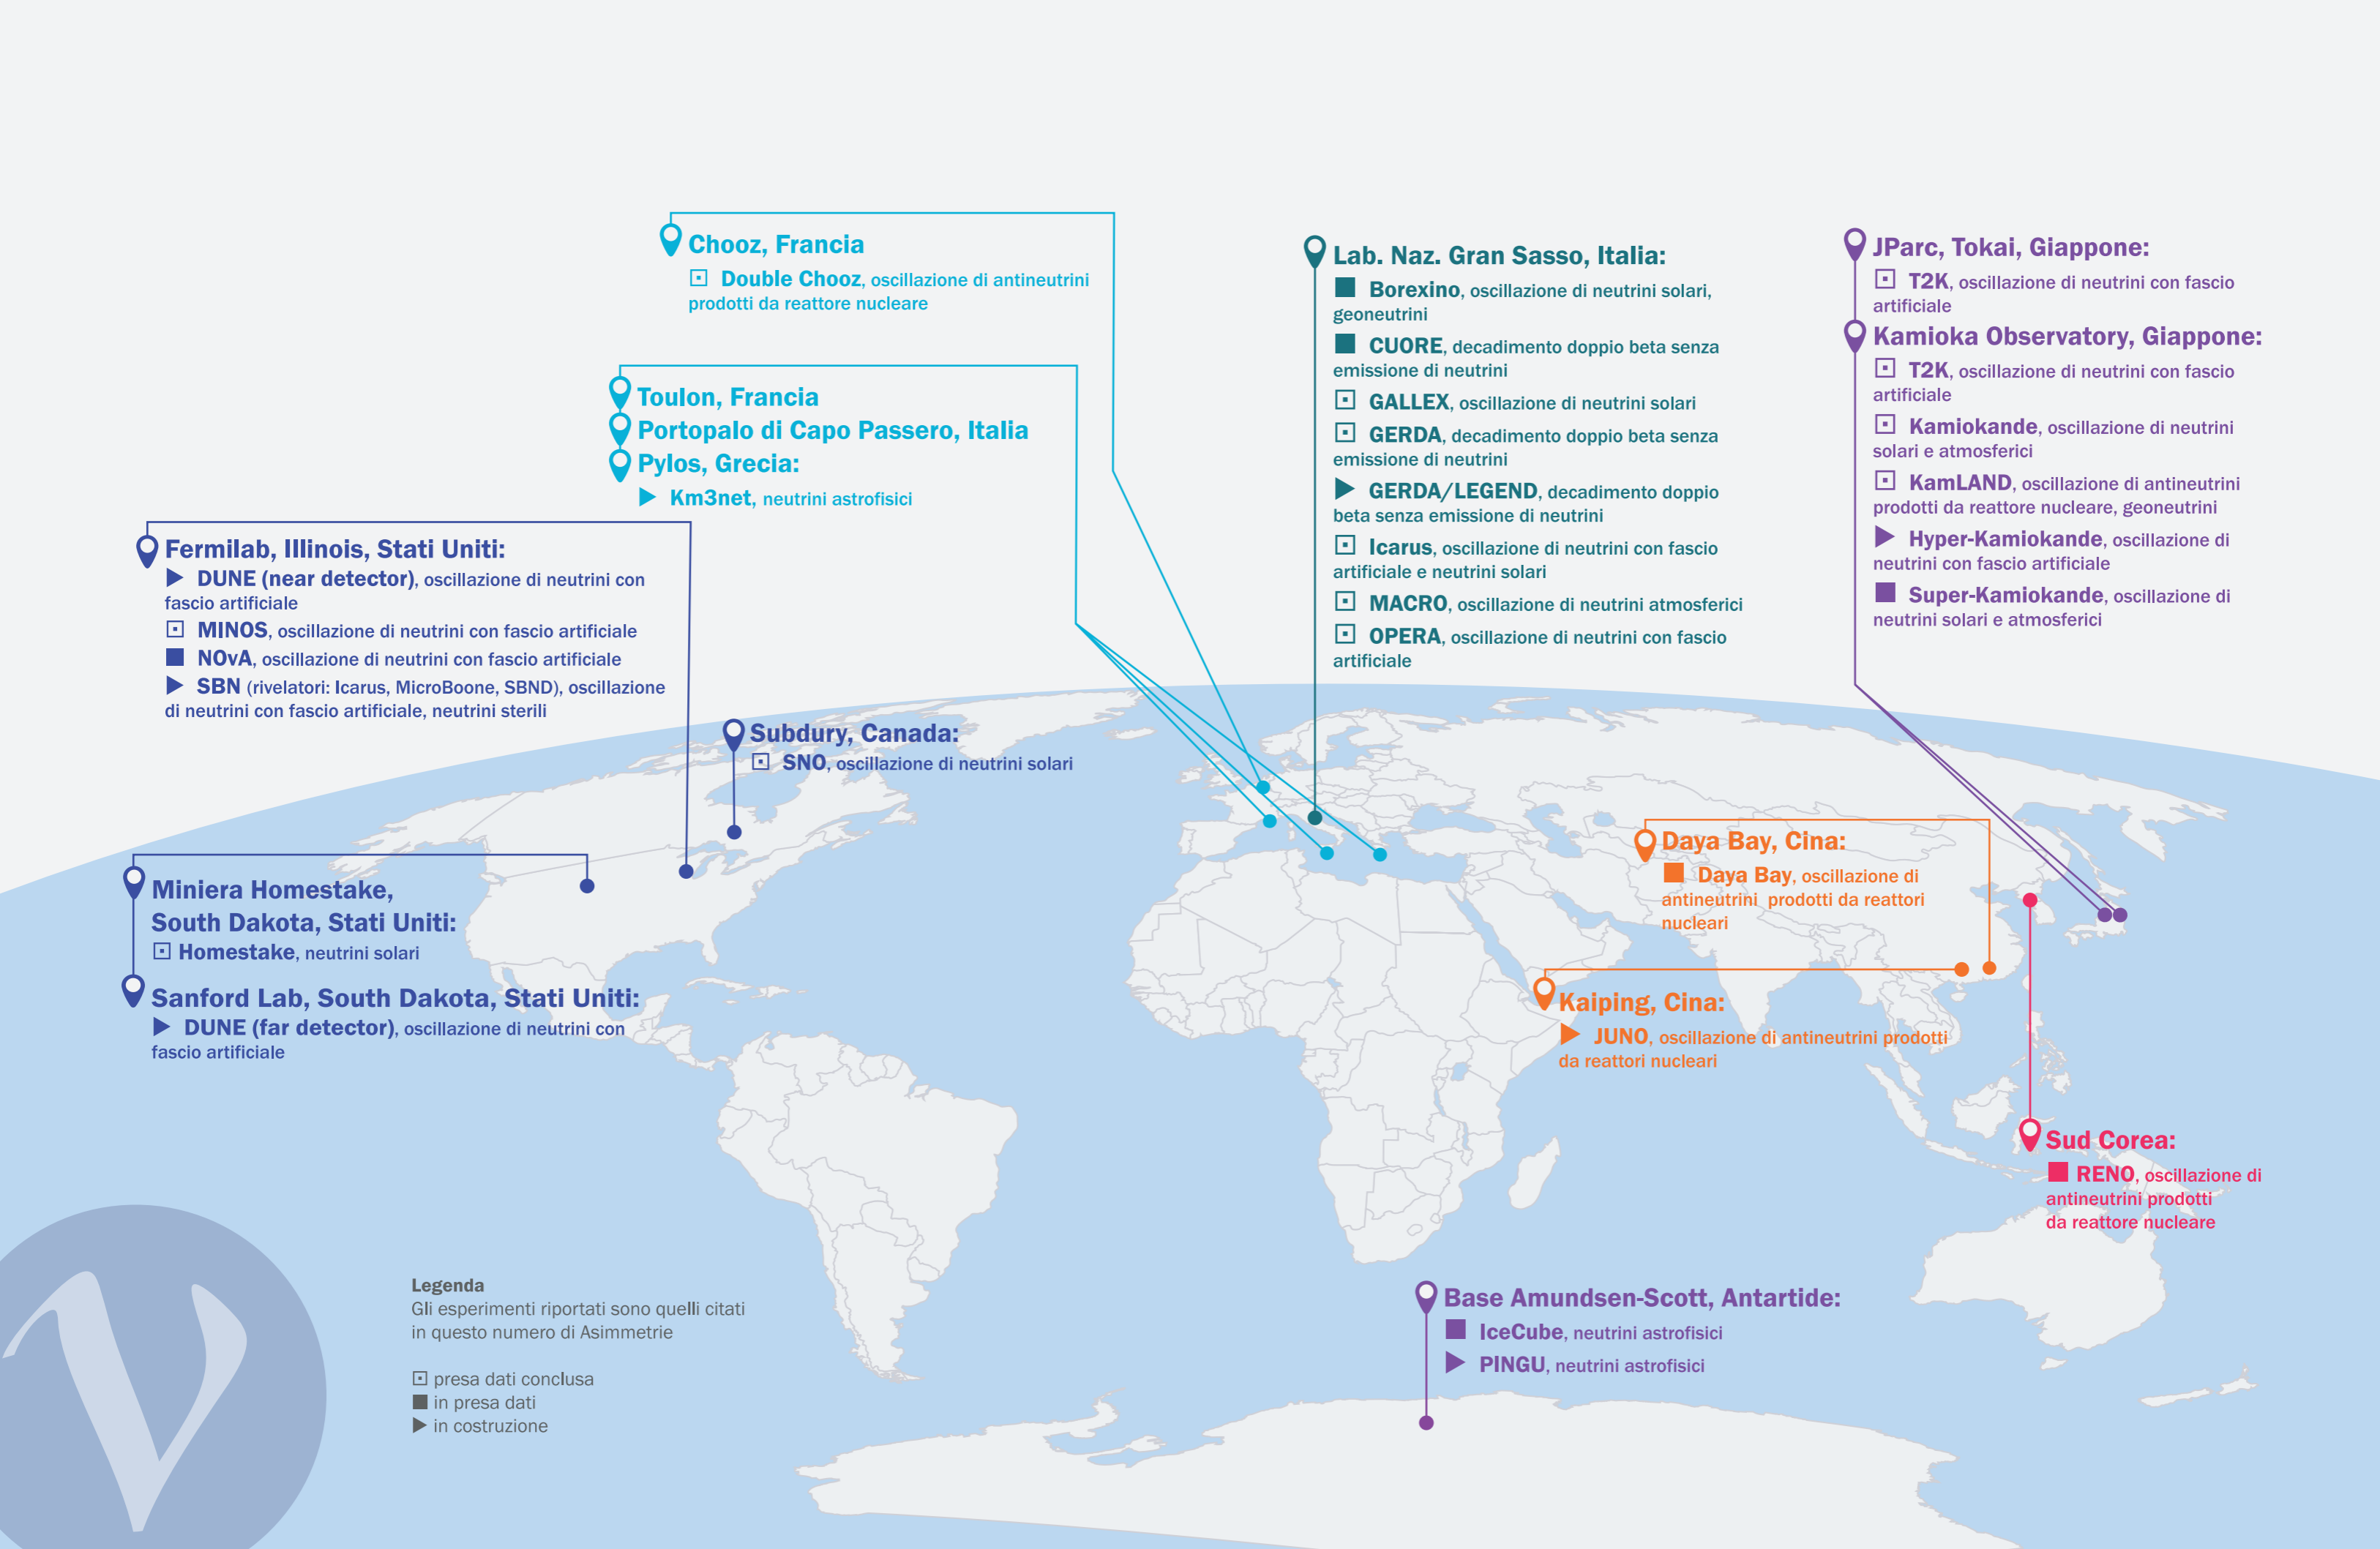 Chooz, Francia
Double Chooz, oscillazione di antineutrini
prodotti da reattore nucleare
Toulon, Francia
Portopalo di Capo Passero, Italia
Pylos, Grecia:
Km3net, neutrini astrofisici
Fermilab, Illinois, Stati Uniti:
DUNE (near detector), oscillazione di neutrini con
fascio artificiale
MINOS, oscillazione di neutrini con fascio artificiale
NOvA, oscillazione di neutrini con fascio artificiale
SBN (rivelatori: Icarus, MicroBoone, SBND), oscillazione
di neutrini con fascio artificiale, neutrini sterili
Subdury, Canada:
SNO, oscillazione di neutrini solari
Miniera Homestake,
South Dakota, Stati Uniti:
Homestake, neutrini solari
Sanford Lab, South Dakota, Stati Uniti:
DUNE (far detector), oscillazione di neutrini con
fascio artificiale
Lab. Naz. Gran Sasso, Italia:
Borexino, oscillazione di neutrini solari,
geoneutrini
CUORE, decadimento doppio beta senza
emissione di neutrini
GALLEX, oscillazione di neutrini solari
GERDA, decadimento doppio beta senza
emissione di neutrini
GERDA/LEGEND, decadimento doppio
beta senza emissione di neutrini
Icarus, oscillazione di neutrini con fascio
artificiale e neutrini solari
MACRO, oscillazione di neutrini atmosferici
OPERA, oscillazione di neutrini con fascio
artificiale
JParc, Tokai, Giappone:
T2K, oscillazione di neutrini con fascio
artificiale
Kamioka Observatory, Giappone:
T2K, oscillazione di neutrini con fascio
artificiale
Kamiokande, oscillazione di neutrini
solari e atmosferici
KamLAND, oscillazione di antineutrini
prodotti da reattore nucleare, geoneutrini
Hyper-Kamiokande, oscillazione di
neutrini con fascio artificiale
Super-Kamiokande, oscillazione di
neutrini solari e atmosferici
Daya Bay, Cina:
Daya Bay, oscillazione di
antineutrini prodotti da reattori
nucleari
Kaiping, Cina:
JUNO, oscillazione di antineutrini prodotti
da reattori nucleari
Sud Corea:
RENO, oscillazione di
antineutrini prodotti
da reattore nucleare
Base Amundsen-Scott, Antartide:
IceCube, neutrini astrofisici
PINGU, neutrini astrofisici
Legenda
Gli esperimenti riportati sono quelli citati
in questo numero di Asimmetrie
presa dati conclusa
in presa dati
in costruzione
ν